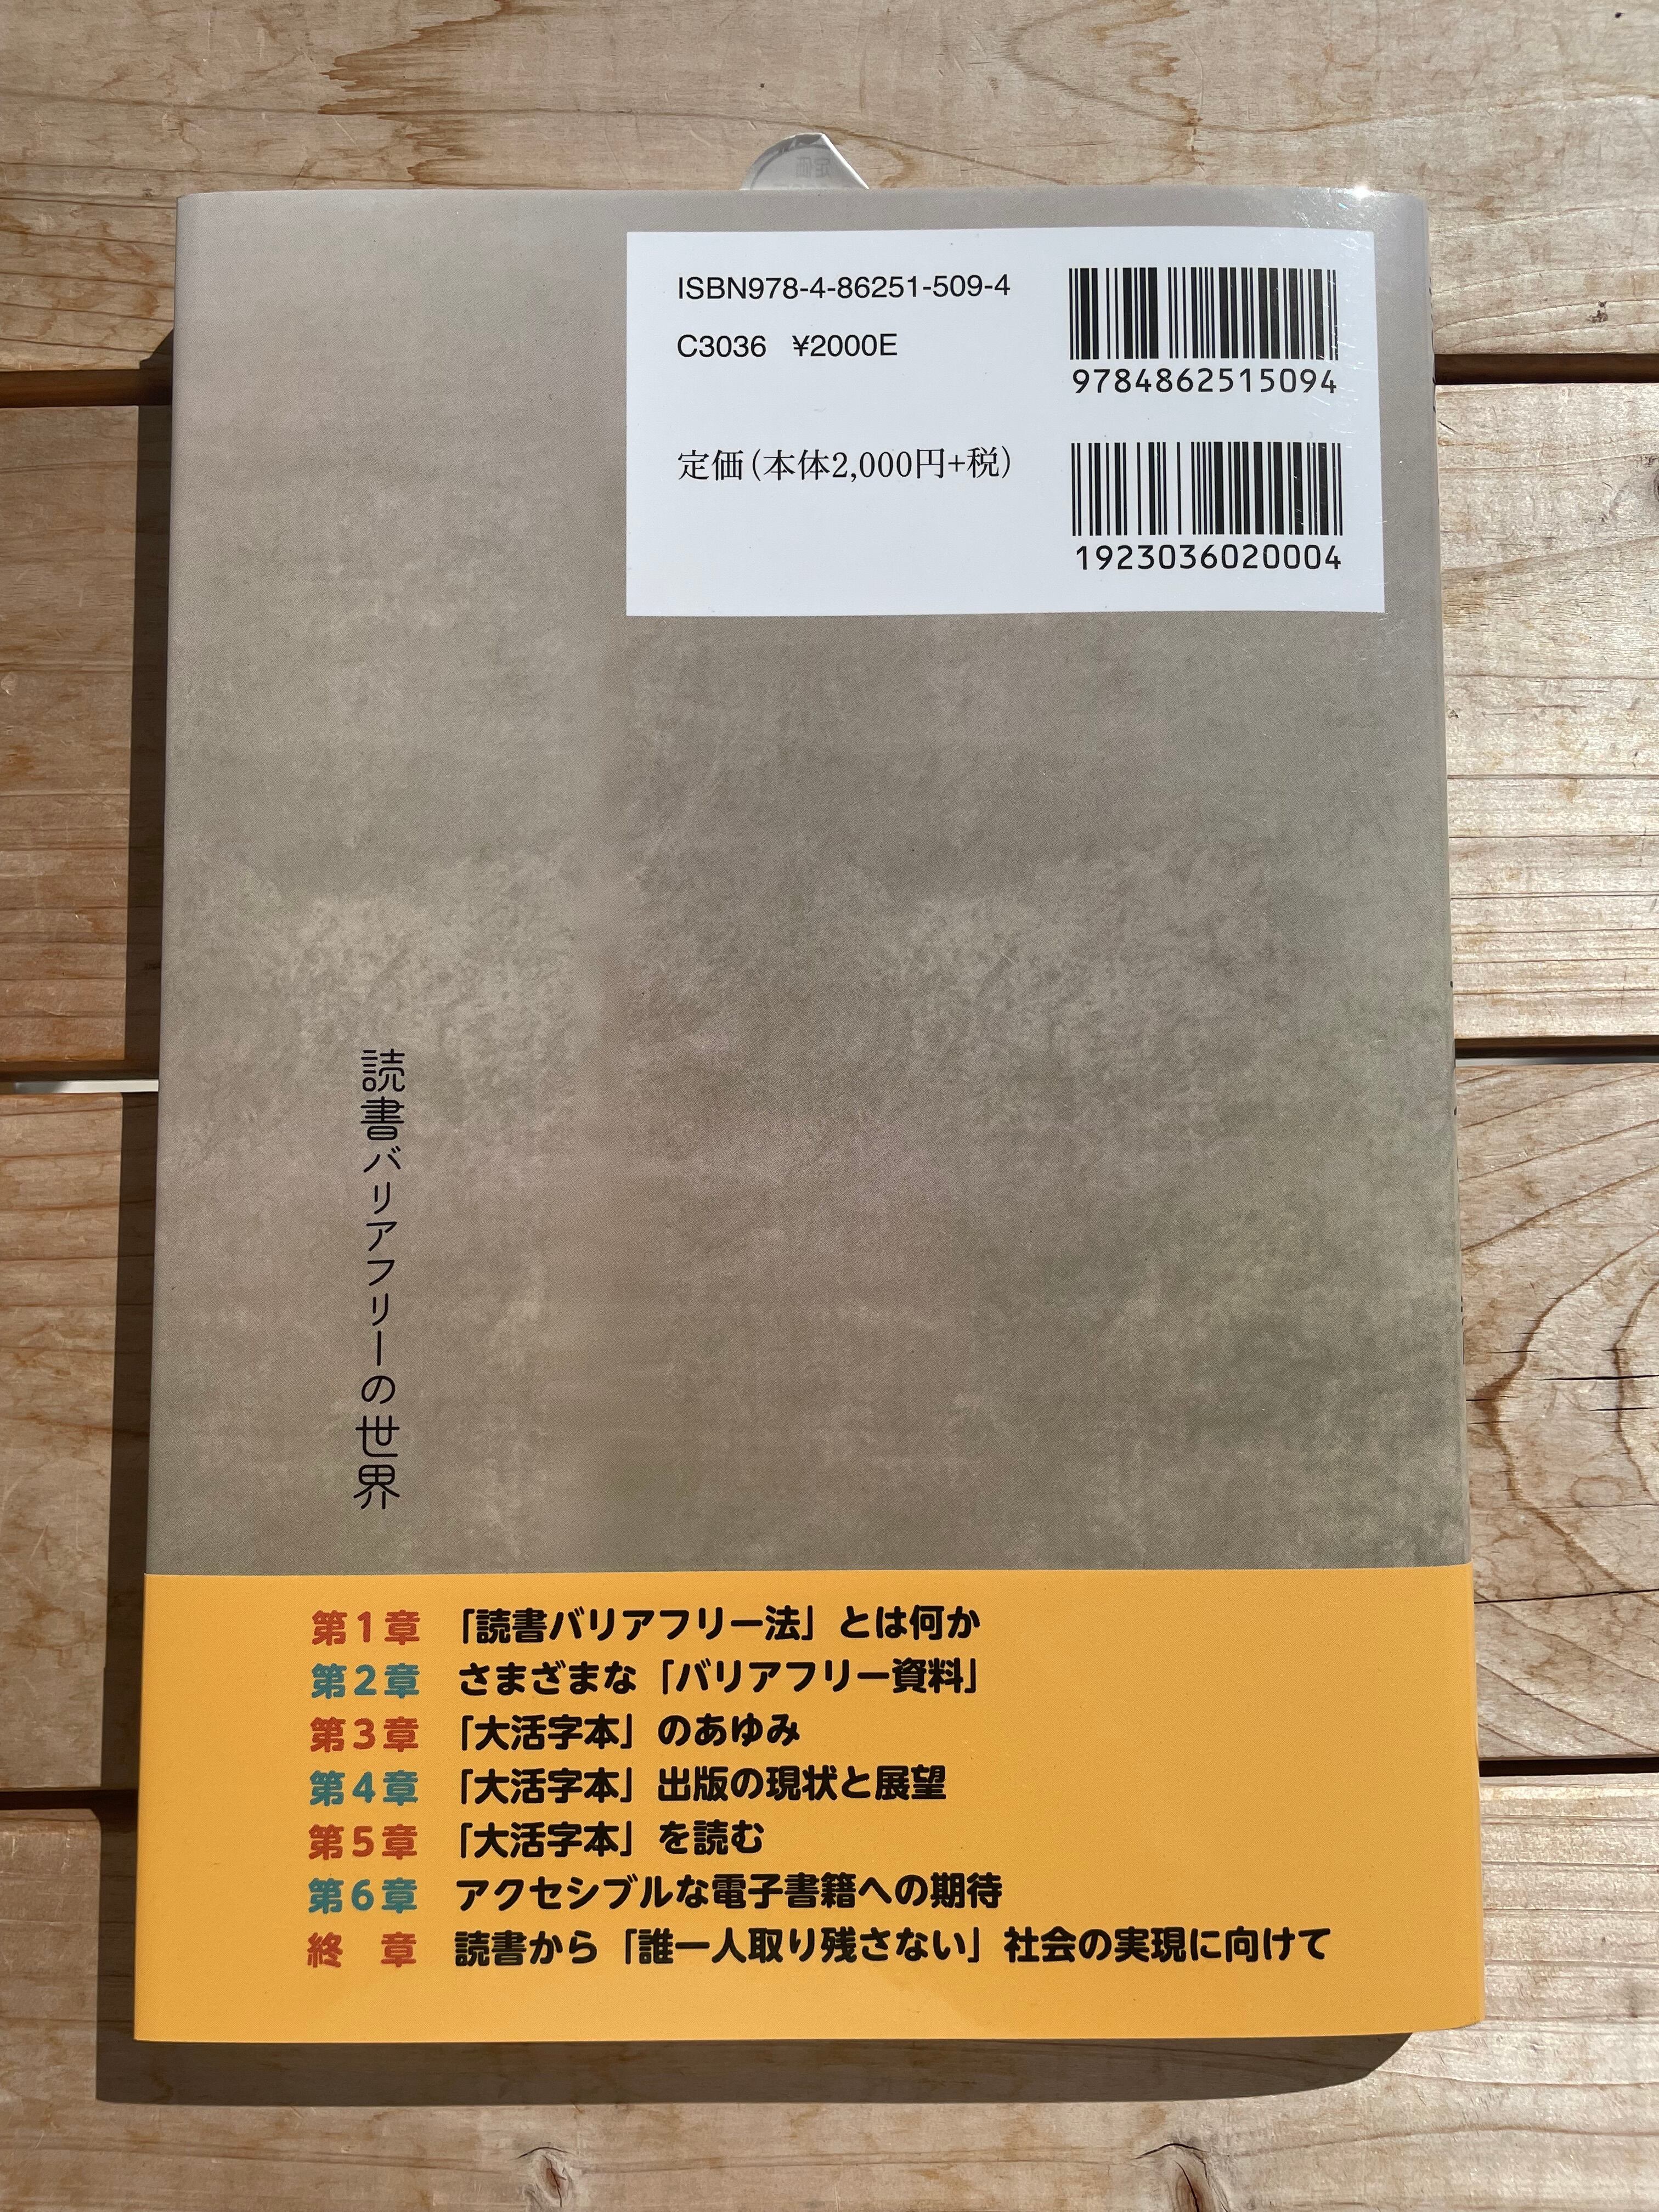 定価
ISBN978-4-86251-509-4
C3036 ¥2000E
9784862515094
定価(本体2,000円+税)
1923036020004
読書バリアフリーの世界
第1章 「読書バリアフリー法」とは何か
第2章 さまざまな「バリアフリー資料」
第3章 「大活字本」のあゆみ
第4章 「大活字本」出版の現状と展望
第5章 「大活字本」を読む
第6章 アクセシブルな電子書籍への期待
終 章 読書から「誰一人取り残さない」社会の実現に向けて